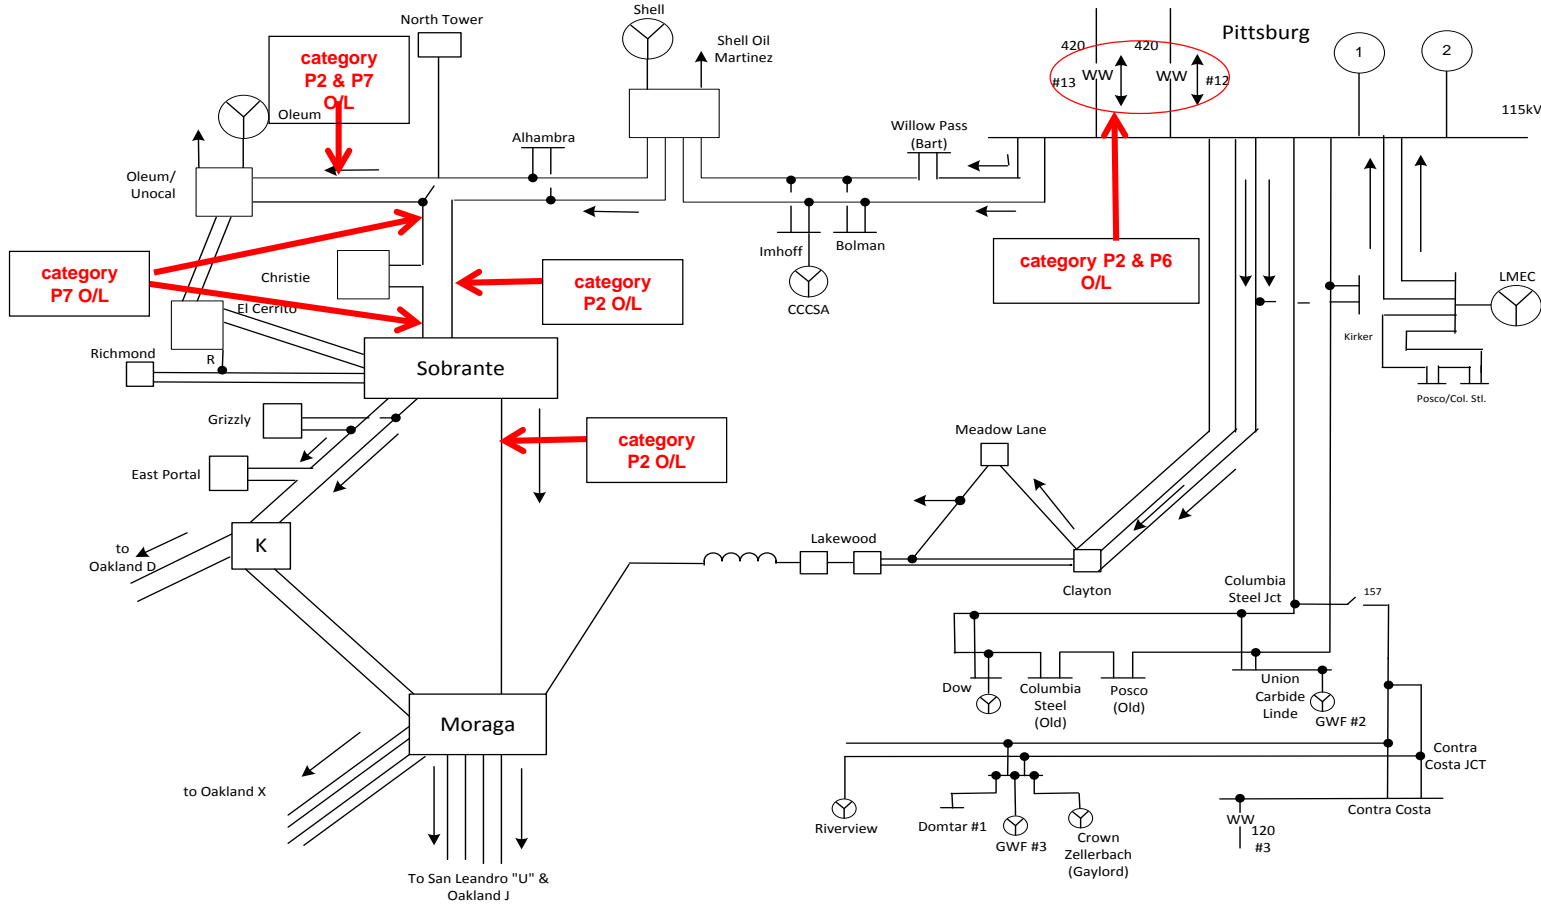 North Tower
category
P2 & P7
O/L
Oleum
Shell
Shell Oil
Martinez
420
420
Pittsburg
1
2
#13
WW
WW
#12
115kV
Alhambra
Willow Pass
(Bart)
Oleum/
Unocal
category
P7 O/L
Christie
El Cerrito
category
P2 O/L
Imhoff
Bolman
CCCSA
category P2 & P6
O/L
LMEC
Kirker
Posco/Col. Stl.
R
Richmond
Sobrante
Grizzly
East Portal
category
P2 O/L
Meadow Lane
to
Oakland D
K
Lakewood
Clayton
Columbia
Steel Jct
157
Dow
Columbia
Steel
(Old)
Posco
(Old)
Union
Carbide
Linde
GWF #2
Moraga
to Oakland X
Contra
Costa JCT
Riverview
Domtar #1
GWF #3
Crown
Zellerbach
(Gaylord)
Contra Costa
WW
120
#3
To San Leandro "U" &
Oakland J